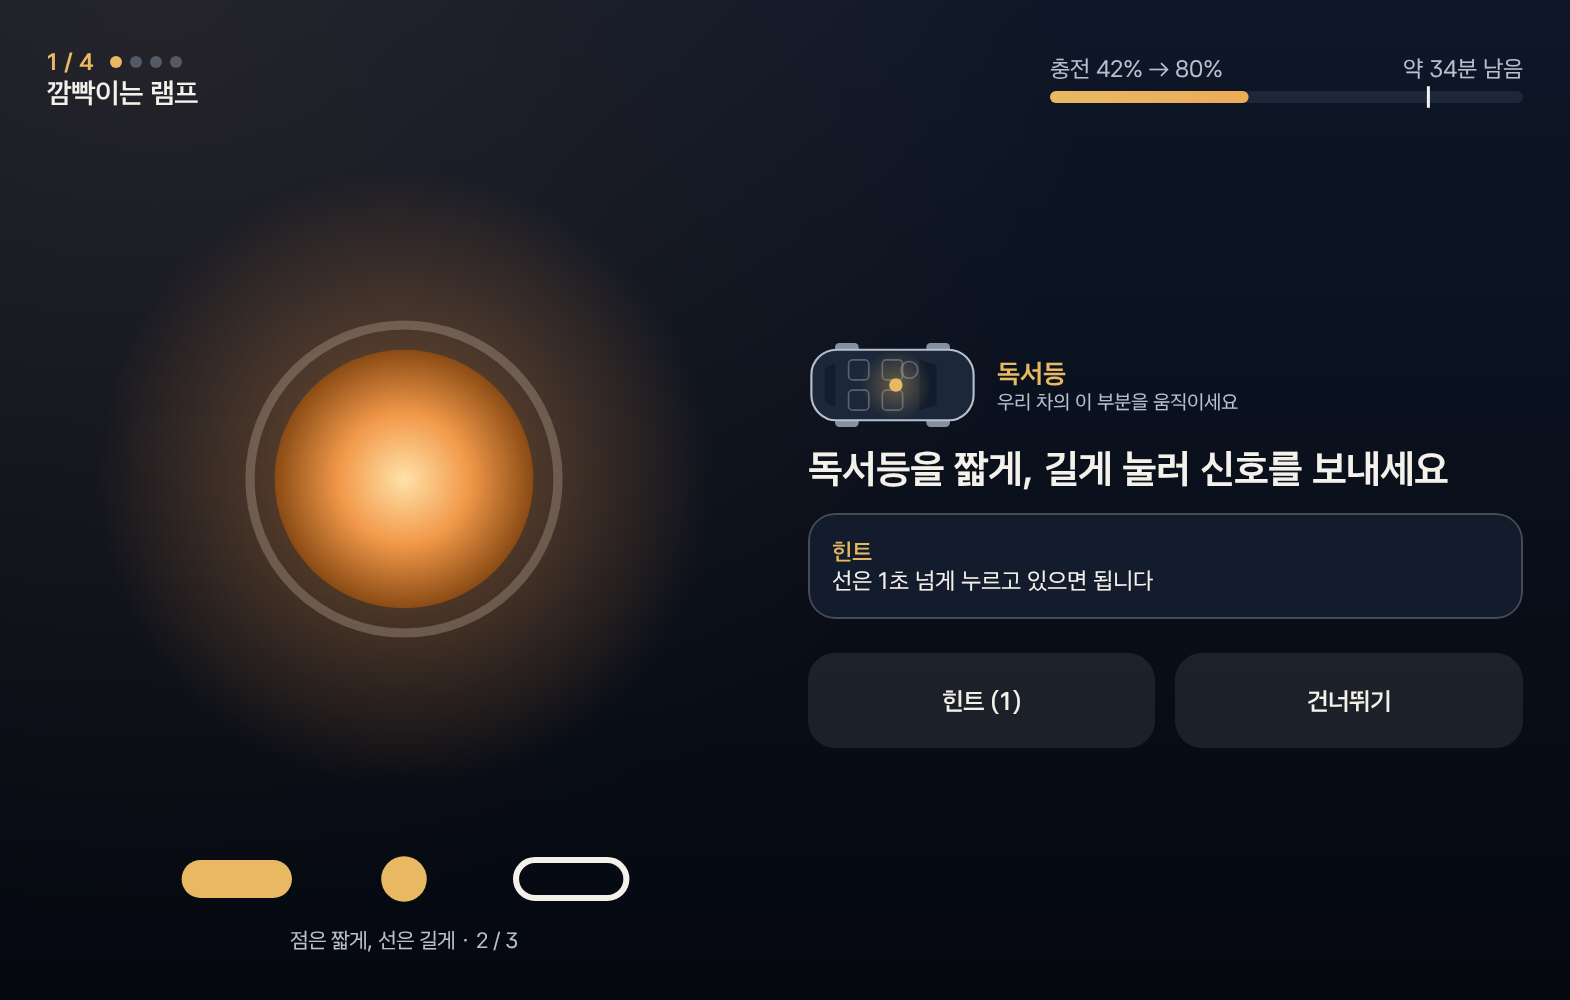 1 / 4
깜빡이는 램프
충전 42% → 80%
약 34분 남음
독서등
우리 차의 이 부분을 움직이세요
독서등을 짧게, 길게 눌러 신호를 보내세요
힌트
선은 1초 넘게 누르고 있으면 됩니다
힌트 (1)
건너뛰기
점은 짧게, 선은 길게 · 2 / 3